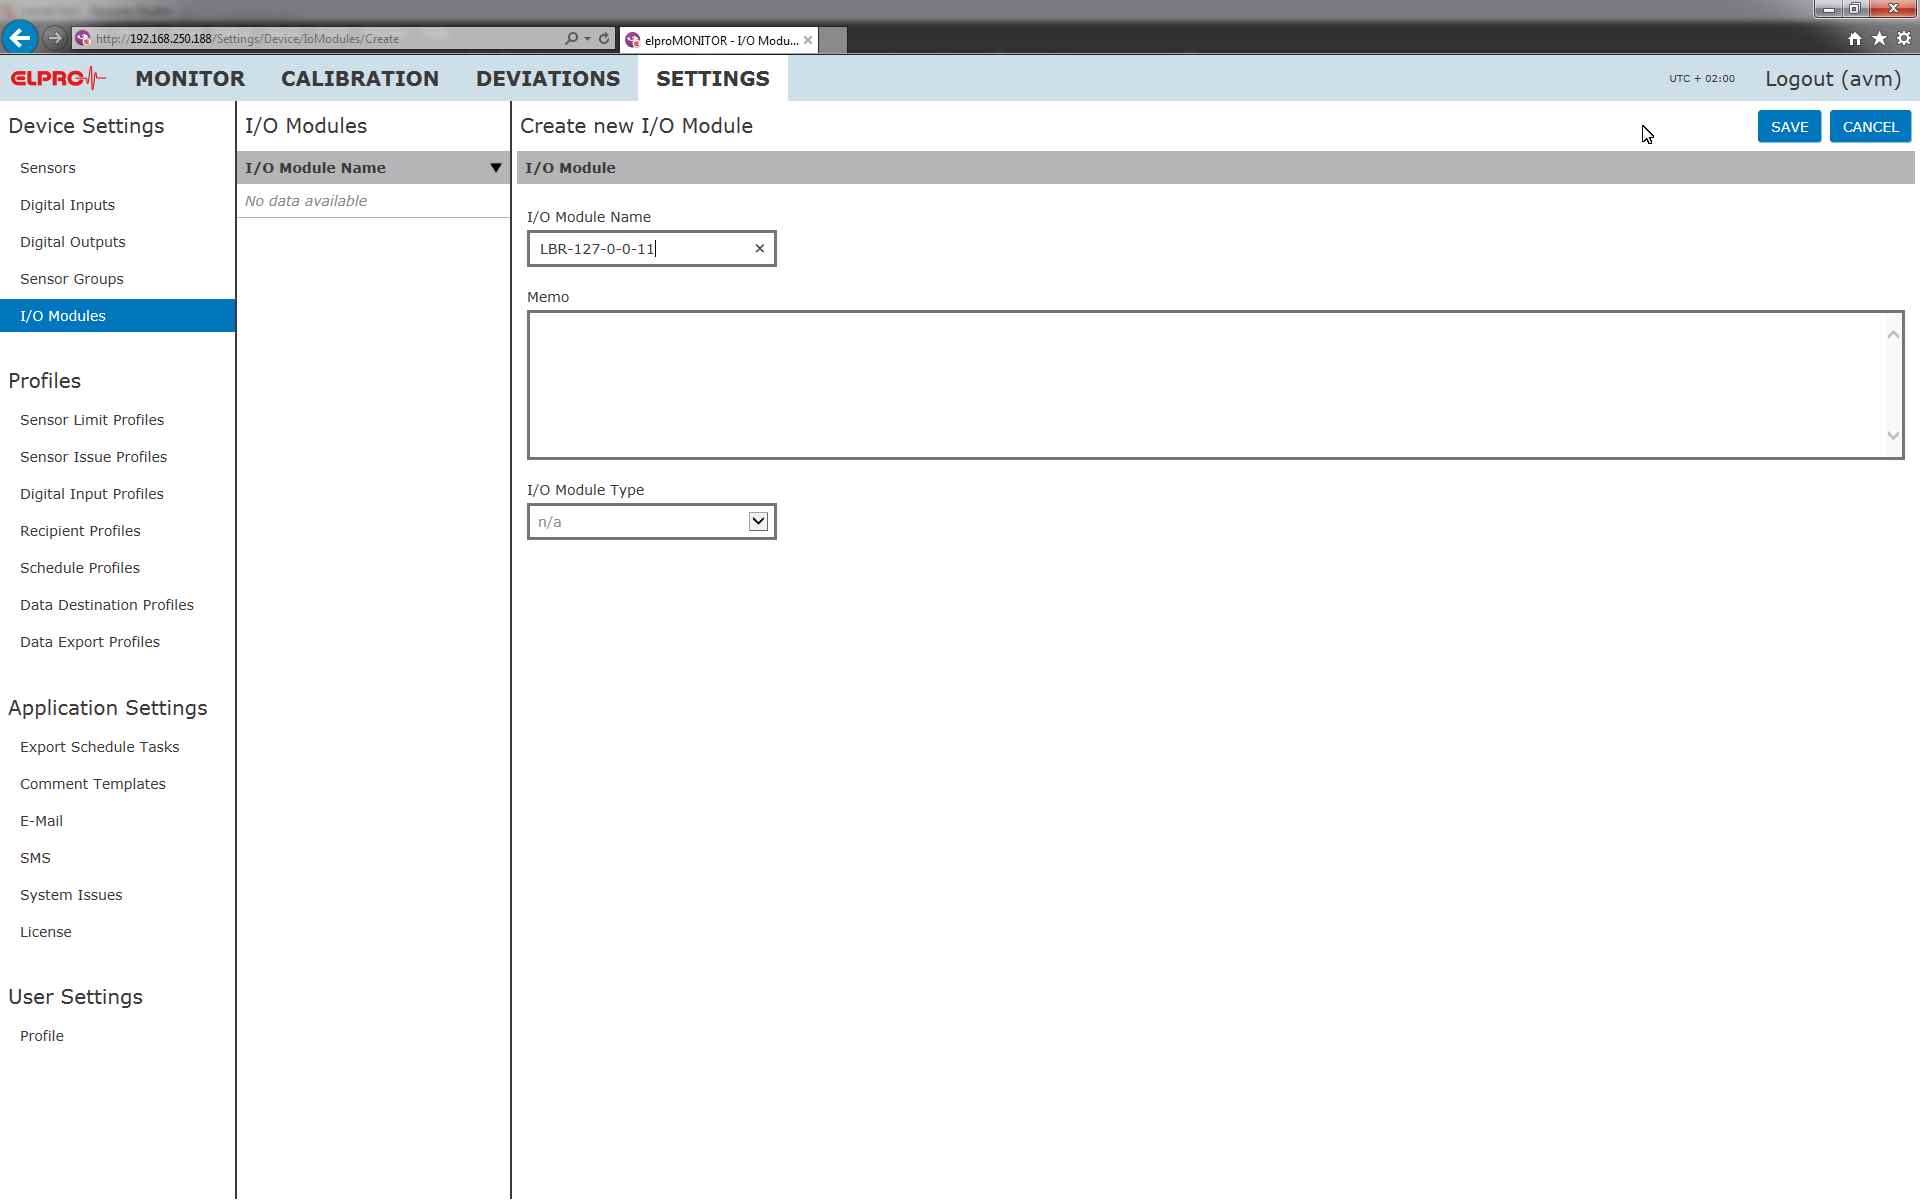 http://192.168.250.188/Settings/Device/IoModules/Create
elproMONITOR - I/O Modu...
ELPRO MONITOR CALIBRATION DEVIATIONS SETTINGS UTC + 02:00 Logout (avm)
Device Settings
Sensors
Digital Inputs
Digital Outputs
Sensor Groups
I/O Modules
Profiles
Sensor Limit Profiles
Sensor Issue Profiles
Digital Input Profiles
Recipient Profiles
Schedule Profiles
Data Destination Profiles
Data Export Profiles
Application Settings
Export Schedule Tasks
Comment Templates
E-Mail
SMS
System Issues
License
User Settings
Profile
I/O Modules
I/O Module Name
No data available
Create new I/O Module
SAVE CANCEL
I/O Module
I/O Module Name
LBR-127-0-0-11
Memo
I/O Module Type
n/a